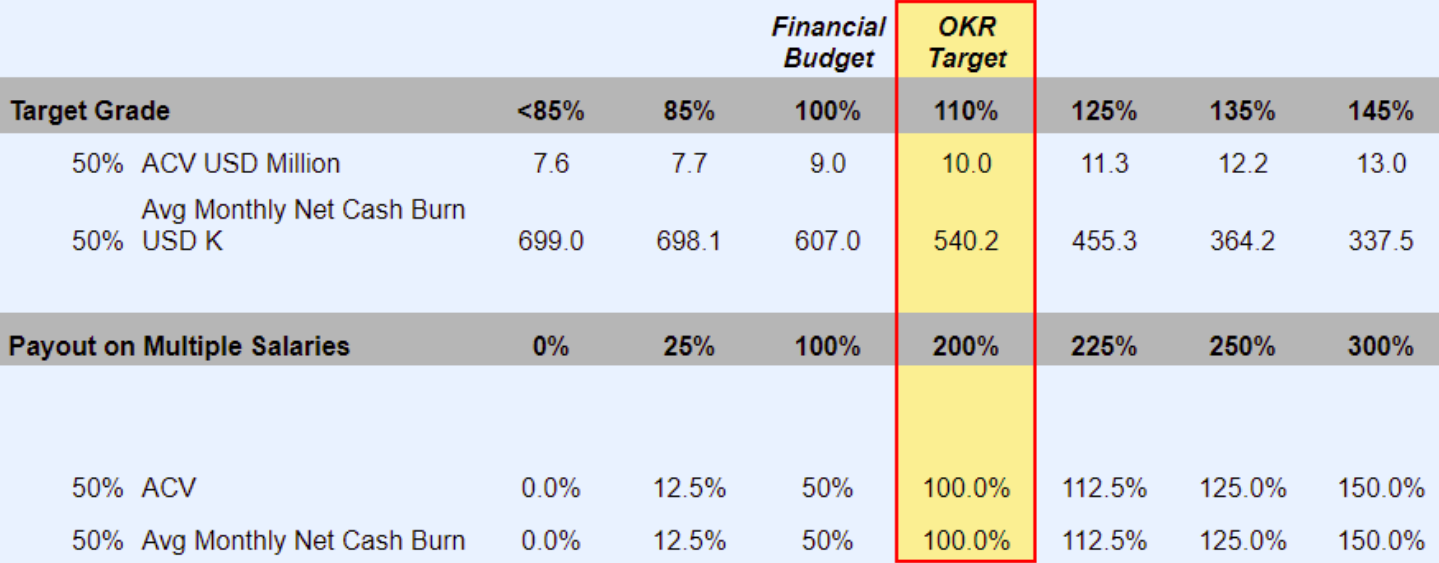 Financial Budget OKR Target
Target Grade <85% 85% 100% 110% 125% 135% 145%
50% ACV USD Million 7.6 7.7 9.0 10.0 11.3 12.2 13.0
Avg Monthly Net Cash Burn
50% USD K 699.0 698.1 607.0 540.2 455.3 364.2 337.5
Payout on Multiple Salaries 0% 25% 100% 200% 225% 250% 300%
50% ACV 0.0% 12.5% 50% 100.0% 112.5% 125.0% 150.0%
50% Avg Monthly Net Cash Burn 0.0% 12.5% 50% 100.0% 112.5% 125.0% 150.0%